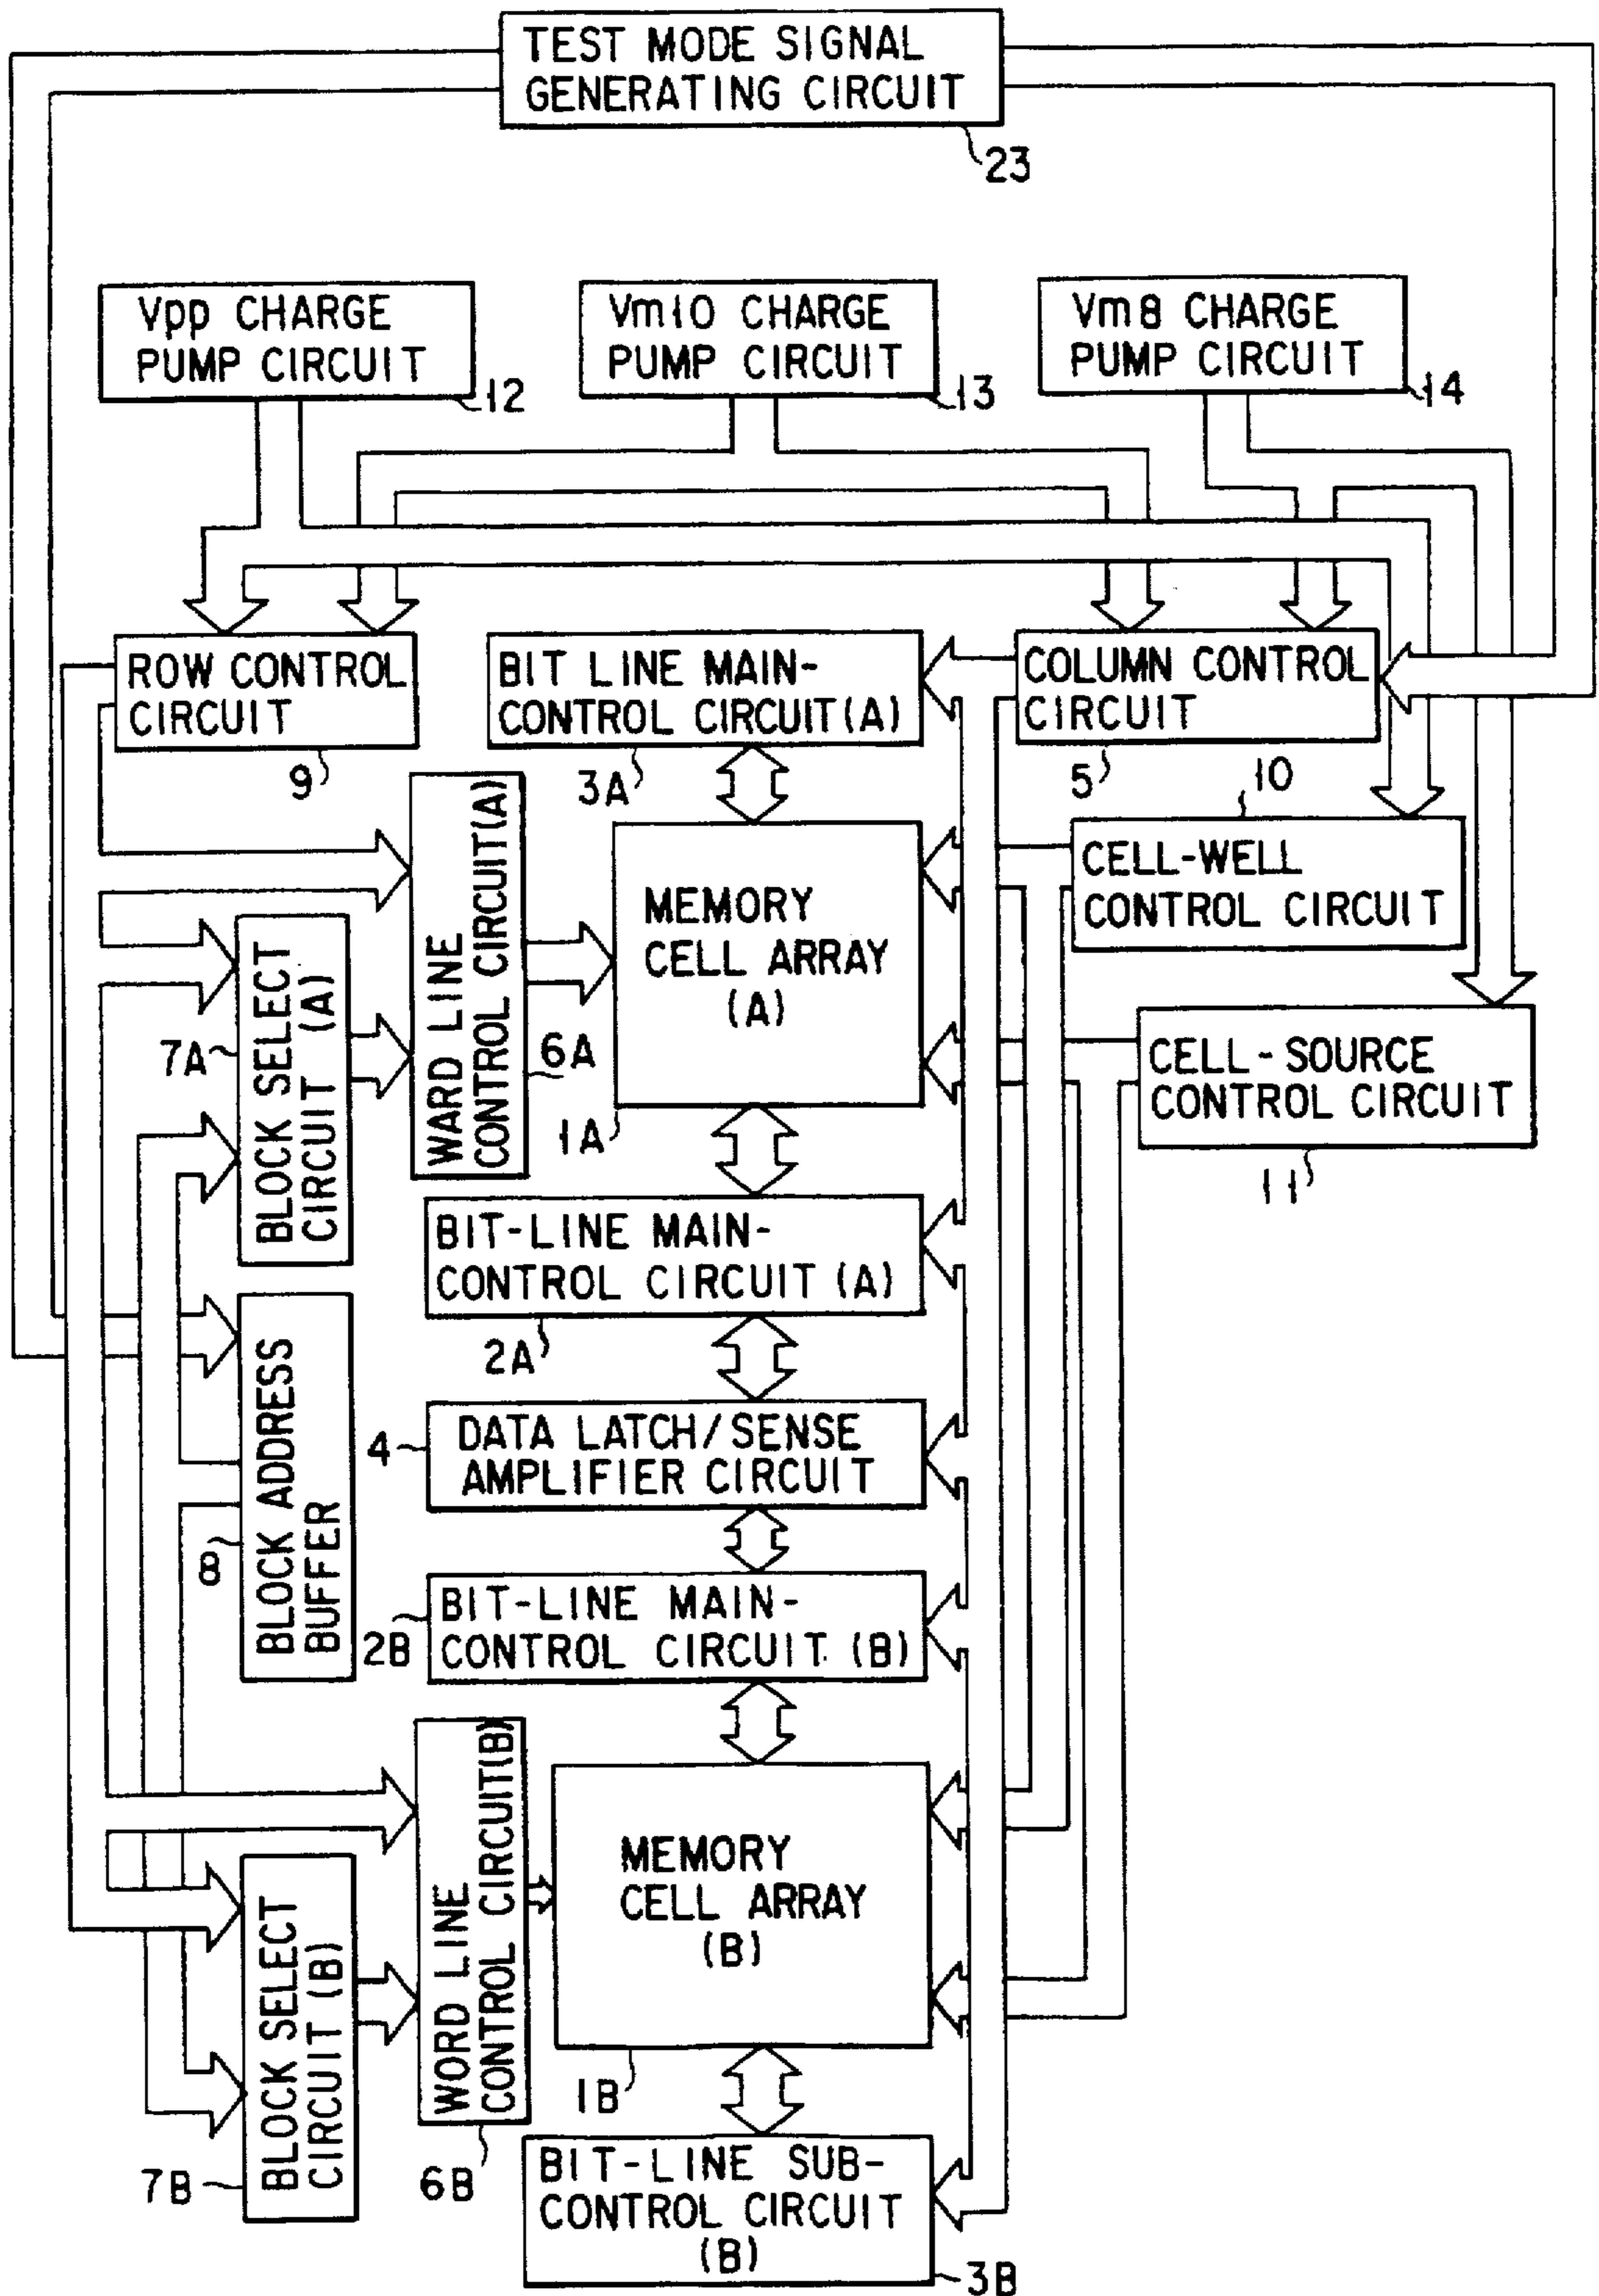 TEST MODE SIGNAL
GENERATING CIRCUIT
23
Vpp CHARGE
PUMP CIRCUIT
12
Vm10 CHARGE
PUMP CIRCUIT
13
Vm8 CHARGE
PUMP CIRCUIT
14
ROW CONTROL
CIRCUIT
9
BIT LINE MAIN-
CONTROL CIRCUIT(A)
3A
COLUMN CONTROL
CIRCUIT
5
10
CELL-WELL
CONTROL CIRCUIT
WARD LINE
CONTROL CIRCUIT(A)
6A
MEMORY
CELL ARRAY
(A)
1A
BLOCK SELECT
CIRCUIT (A)
7A
CELL-SOURCE
CONTROL CIRCUIT
11
BIT-LINE MAIN-
CONTROL CIRCUIT (A)
2A
BLOCK ADDRESS
BUFFER
8
4
DATA LATCH/SENSE
AMPLIFIER CIRCUIT
2B
BIT-LINE MAIN-
CONTROL CIRCUIT (B)
WORD LINE
CONTROL CIRCUIT(B)
6B
MEMORY
CELL ARRAY
(B)
1B
BLOCK SELECT
CIRCUIT (B)
7B
BIT-LINE SUB-
CONTROL CIRCUIT
(B)
3B